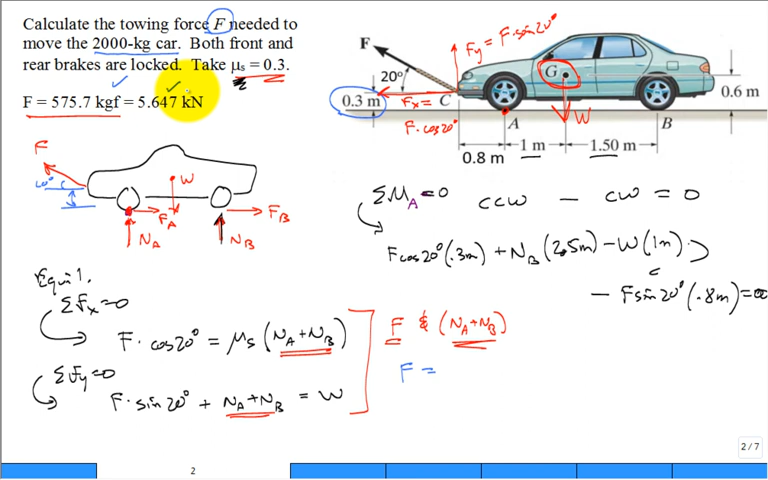 Calculate the towing force F needed to
move the 2000-kg car. Both front and
rear brakes are locked. Take μs = 0.3.
F = 575.7 kgf = 5.647 kN
F
20°
0.3 m
Fx = C
F·cos20°
Fy = F·sin20°
G
W
A
B
0.6 m
0.8 m
1 m
1.50 m
F
W
C
FA
FB
NA
NB
Equil.
ΣFx=0
F · cos20° = μs (NA+NB)
ΣFy=0
F· sin20° + NA+NB = W
F & (NA+NB)
F =
ΣMA=0 ccw - cw = 0
Fcos20°(.3m) + NB(2.5m) - W(1m)
- Fsin20°(.8m)=0
2 / 7
2